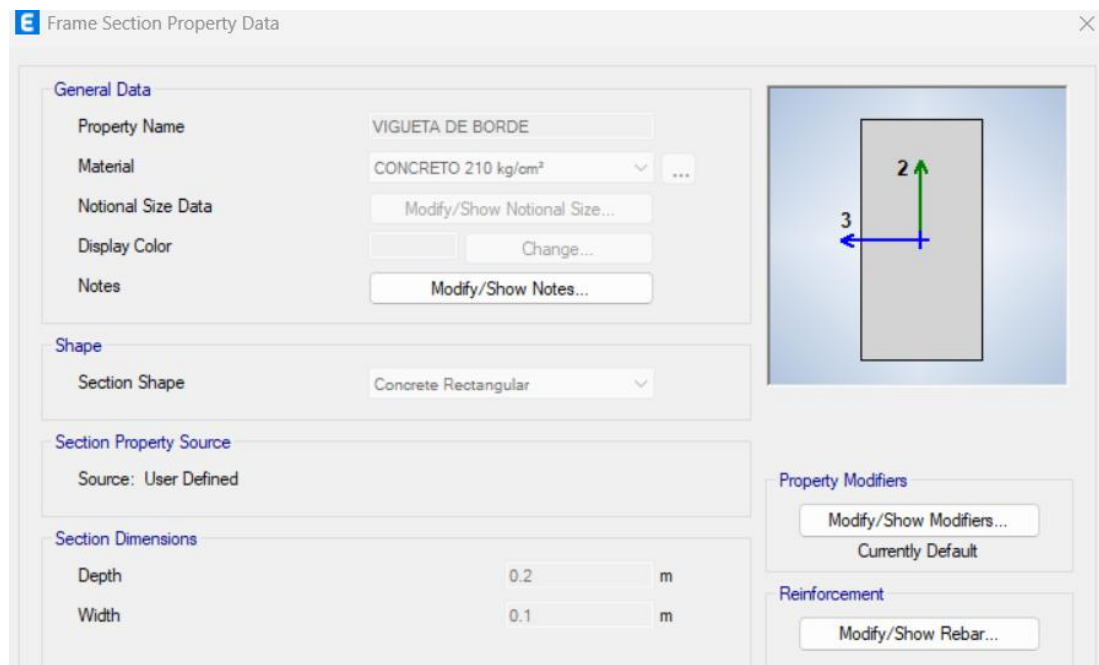 E Frame Section Property Data
General Data
Property Name VIGUETA DE BORDE
Material CONCRETO 210 kg/cm² ...
Notional Size Data Modify/Show Notional Size...
Display Color Change...
Notes Modify/Show Notes...
Shape
Section Shape Concrete Rectangular
Section Property Source
Source: User Defined
Section Dimensions
Depth 0.2 m
Width 0.1 m
2
3
Property Modifiers
Modify/Show Modifiers...
Currently Default
Reinforcement
Modify/Show Rebar...